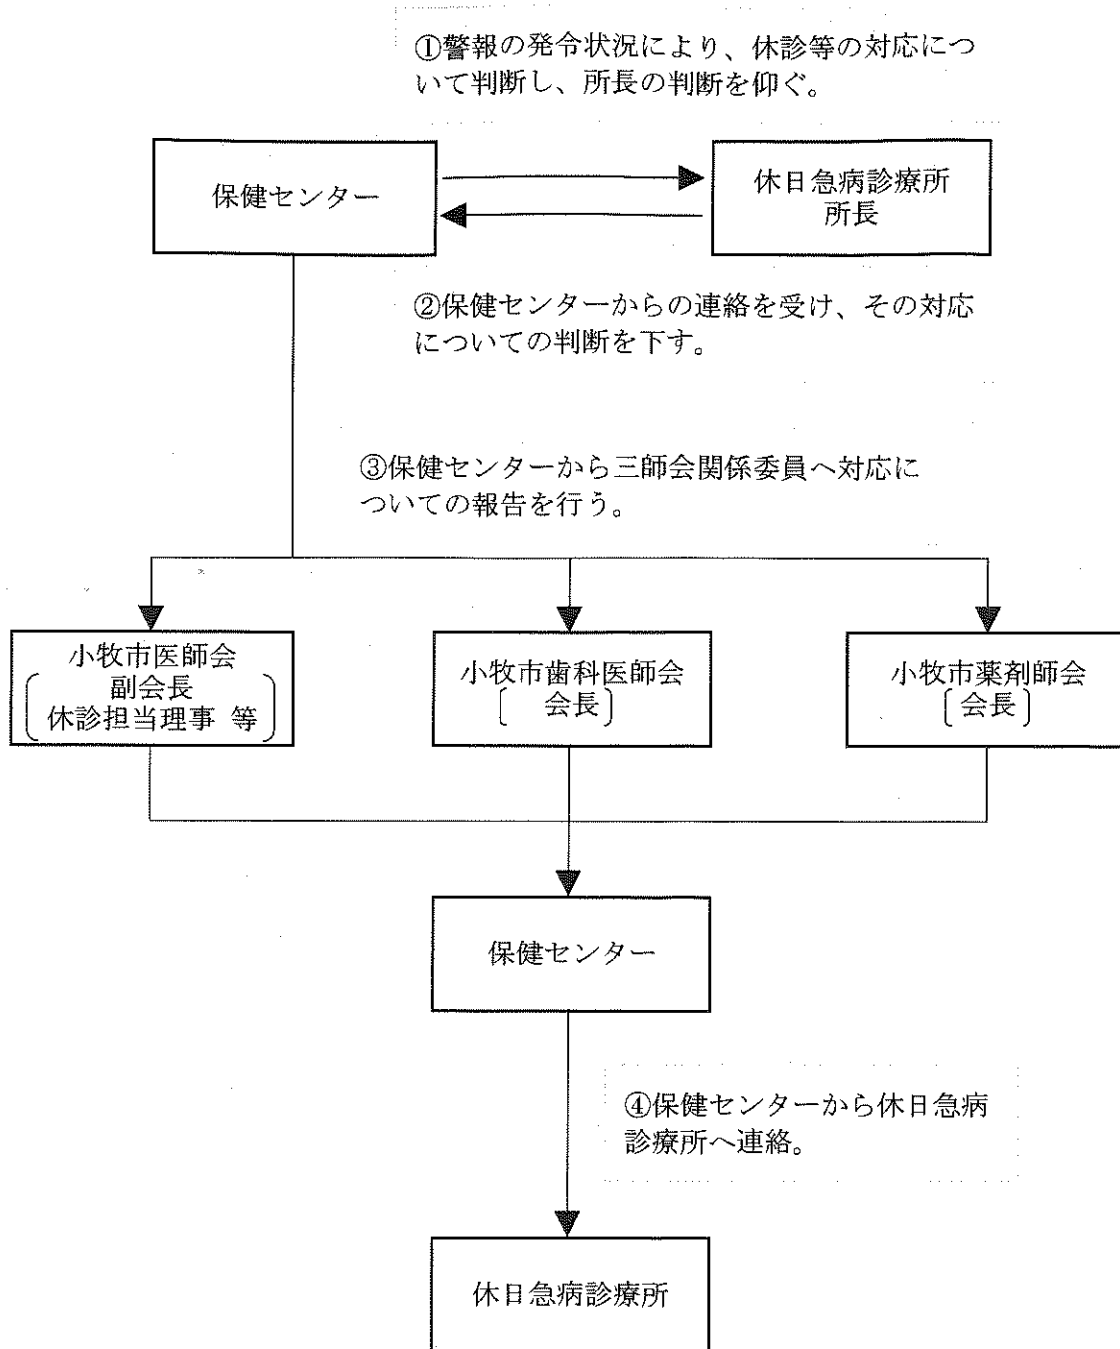 ①警報の発令状況により、休診等の対応につ
いて判断し、所長の判断を仰ぐ。
保健センター
休日急病診療所
所長
②保健センターからの連絡を受け、その対応
についての判断を下す。
③保健センターから三師会関係委員へ対応に
ついての報告を行う。
小牧市医師会
副会長
休診担当理事 等
小牧市歯科医師会
会長
小牧市薬剤師会
会長
保健センター
④保健センターから休日急病
診療所へ連絡。
休日急病診療所